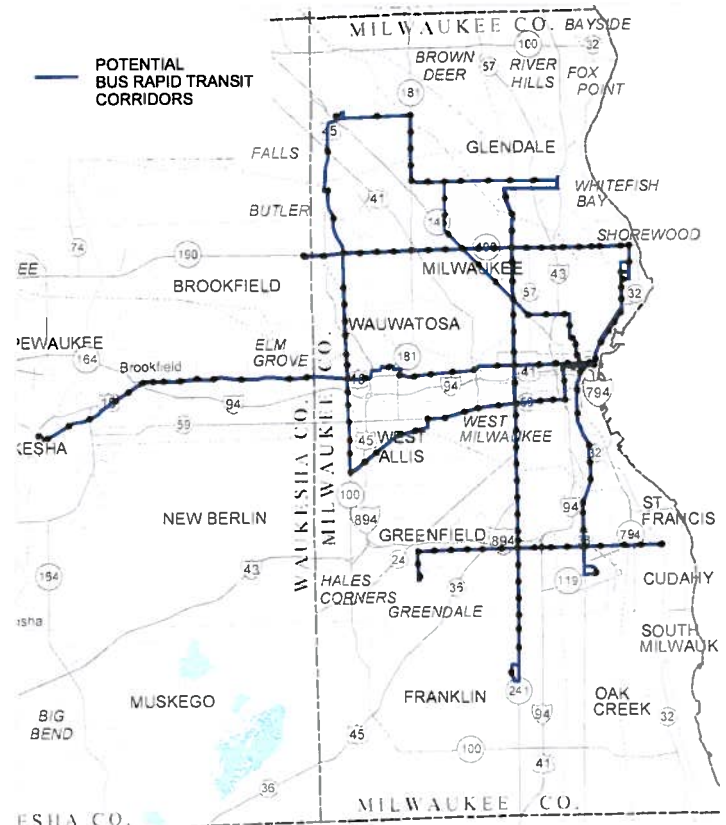 MILWAUKEE CO.
BAYSIDE
POTENTIAL
BUS RAPID TRANSIT
CORRIDORS
100
32
BROWN
DEER
57
RIVER
HILLS
FOX
POINT
181
45
GLENDALE
FALLS
41
WHITEFISH
BAY
BUTLER
SHOREWOOD
74
190
EE
MILWAUKEE
43
BROOKFIELD
57
32
WAUWATOSA
PEWAUKEE
164
ELM
GROVE
Brookfield
181
41
94
794
18
94
59
59
WEST
MILWAUKEE
45
WEST
ALLIS
KESHA
32
WAUKESHA CO.
MILWAUKEE CO.
100
894
94
NEW BERLIN
GREENFIELD
894
ST
FRANCIS
794
24
43
164
HALES
CORNERS
36
GREENDALE
119
CUDAHY
SOUTH
MILWAUK
MUSKEGO
FRANKLIN
241
OAK
CREEK
BIG
BEND
94
32
45
100
41
36
ESHA CO.
MILWAUKEE CO.